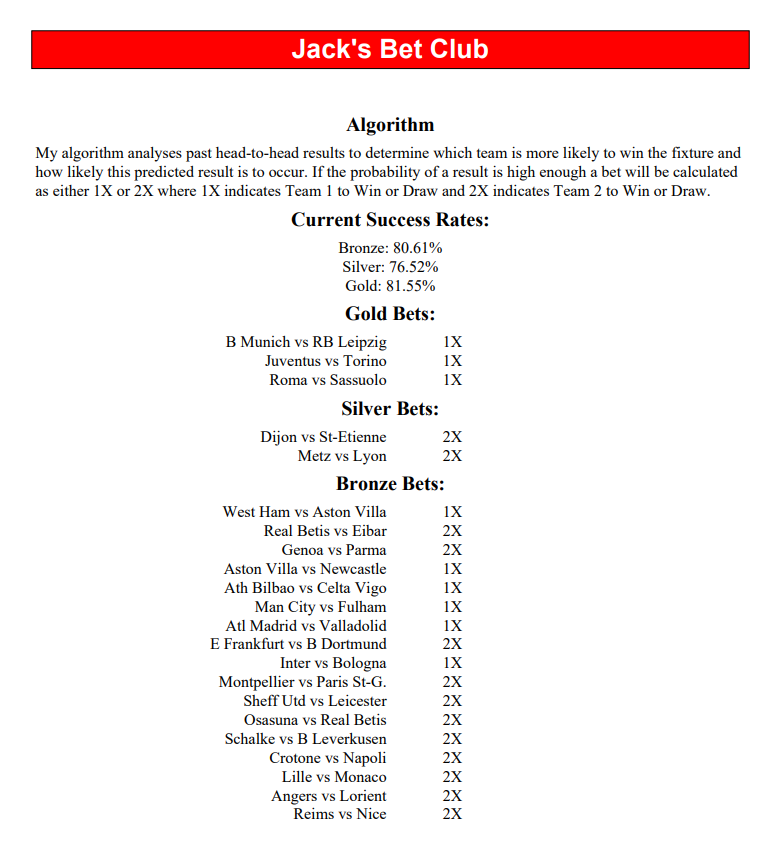 Jack's Bet Club
Algorithm
My algorithm analyses past head-to-head results to determine which team is more likely to win the fixture and
how likely this predicted result is to occur. If the probability of a result is high enough a bet will be calculated
as either 1X or 2X where 1X indicates Team 1 to Win or Draw and 2X indicates Team 2 to Win or Draw.
Current Success Rates:
Bronze: 80.61%
Silver: 76.52%
Gold: 81.55%
Gold Bets:
B Munich vs RB Leipzig 1X
Juventus vs Torino 1X
Roma vs Sassuolo 1X
Silver Bets:
Dijon vs St-Etienne 2X
Metz vs Lyon 2X
Bronze Bets:
West Ham vs Aston Villa 1X
Real Betis vs Eibar 2X
Genoa vs Parma 2X
Aston Villa vs Newcastle 1X
Ath Bilbao vs Celta Vigo 1X
Man City vs Fulham 1X
Atl Madrid vs Valladolid 1X
E Frankfurt vs B Dortmund 2X
Inter vs Bologna 1X
Montpellier vs Paris St-G. 2X
Sheff Utd vs Leicester 2X
Osasuna vs Real Betis 2X
Schalke vs B Leverkusen 2X
Crotone vs Napoli 2X
Lille vs Monaco 2X
Angers vs Lorient 2X
Reims vs Nice 2X